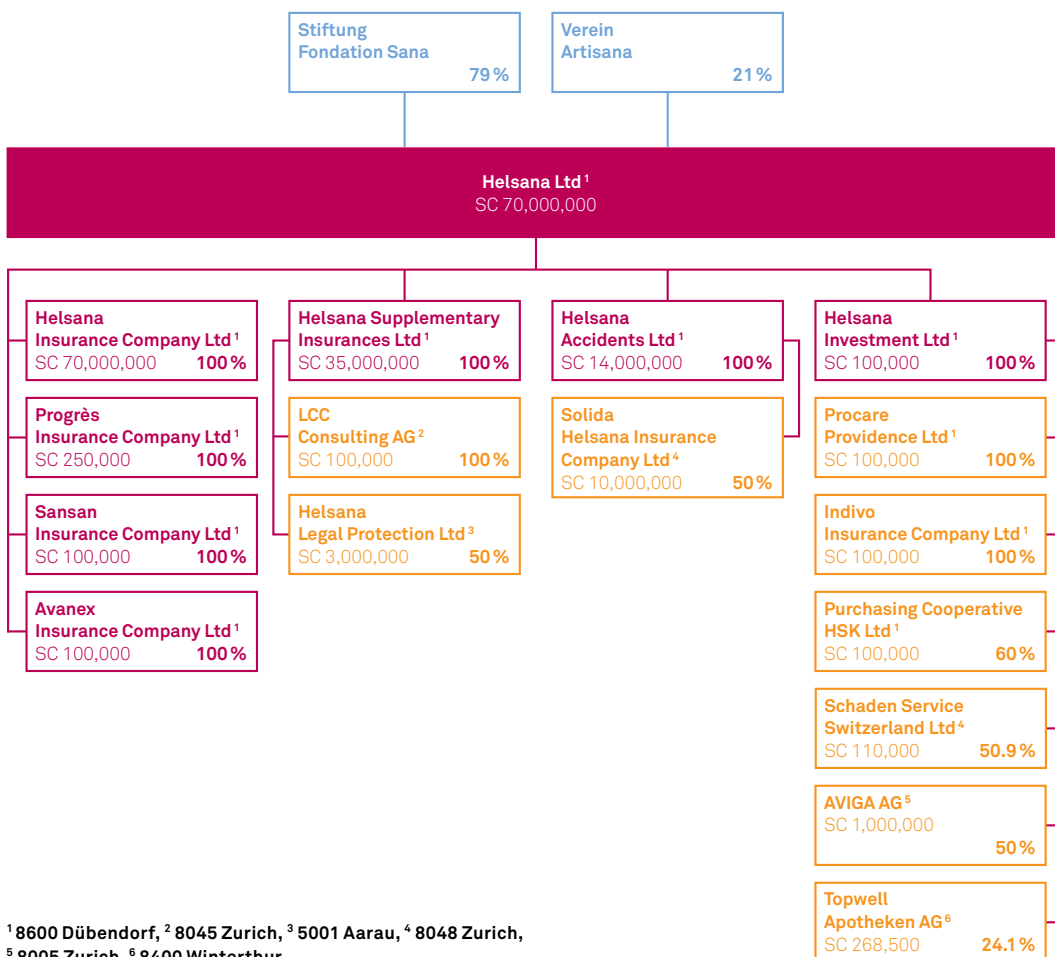 Stiftung
Fondation Sana
79 %
Verein
Artisana
21 %
Helsana Ltd ¹
SC 70,000,000
Helsana
Insurance Company Ltd ¹
SC 70,000,000 100 %
Progrès
Insurance Company Ltd ¹
SC 250,000 100 %
Sansan
Insurance Company Ltd ¹
SC 100,000 100 %
Avanex
Insurance Company Ltd ¹
SC 100,000 100 %
Helsana Supplementary
Insurances Ltd ¹
SC 35,000,000 100 %
LCC
Consulting AG ²
SC 100,000 100 %
Helsana
Legal Protection Ltd ³
SC 3,000,000 50 %
Helsana
Accidents Ltd ¹
SC 14,000,000 100 %
Solida
Helsana Insurance
Company Ltd ⁴
SC 10,000,000 50 %
Helsana
Investment Ltd ¹
SC 100,000 100 %
Procare
Providence Ltd ¹
SC 100,000 100 %
Indivo
Insurance Company Ltd ¹
SC 100,000 100 %
Purchasing Cooperative
HSK Ltd ¹
SC 100,000 60 %
Schaden Service
Switzerland Ltd ⁴
SC 110,000 50.9 %
AVIGA AG ⁵
SC 1,000,000
50 %
Topwell
Apotheken AG ⁶
SC 268,500 24.1 %
¹ 8600 Dübendorf, ² 8045 Zurich, ³ 5001 Aarau, ⁴ 8048 Zurich,
⁵ 8005 Zurich, ⁶ 8400 Winterthur